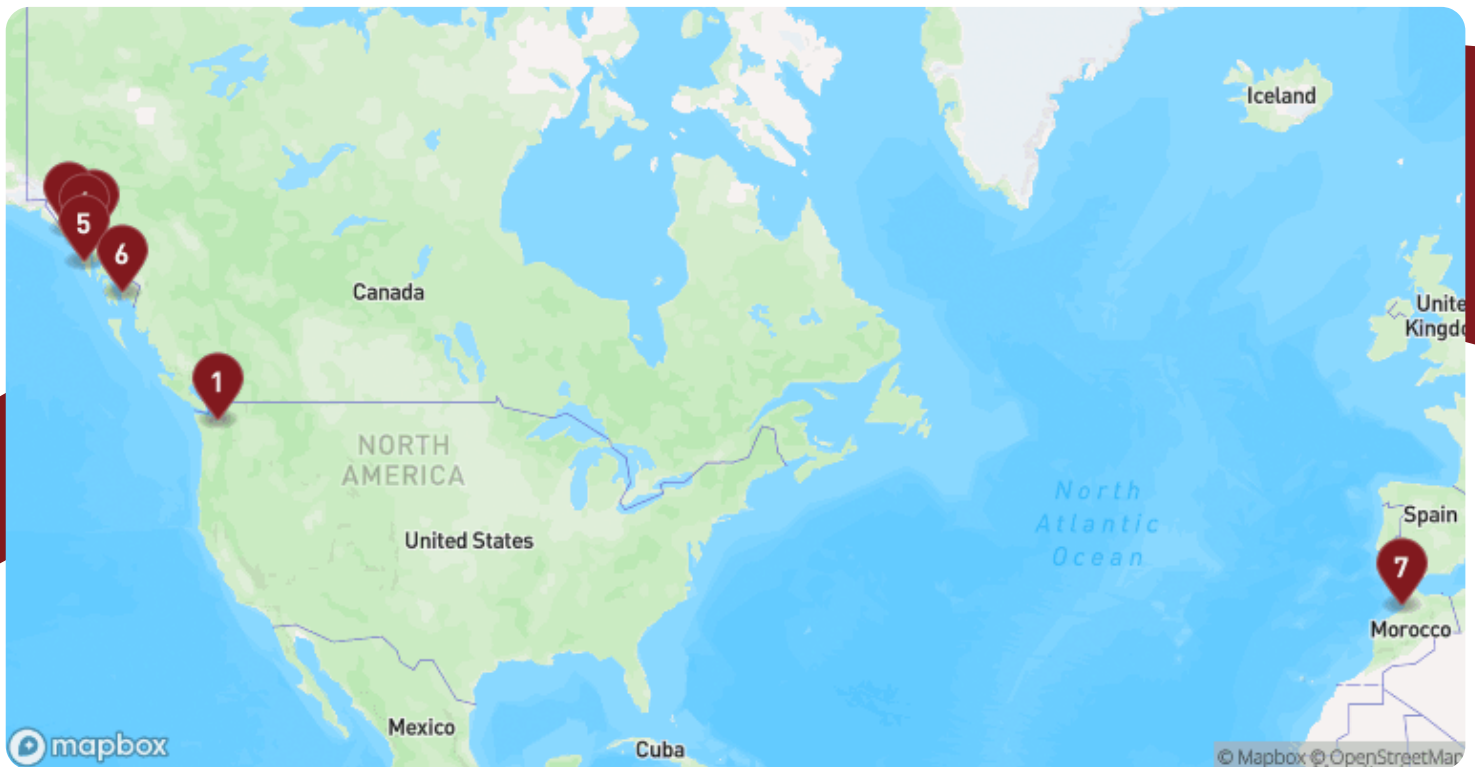 Iceland
5
6
Canada
Unite
Kingdo
1
NORTH
AMERICA
North
Atlantic
Ocean
Spain
United States
7
Morocco
Mexico
Cuba
mapbox
© Mapbox © OpenStreetMap